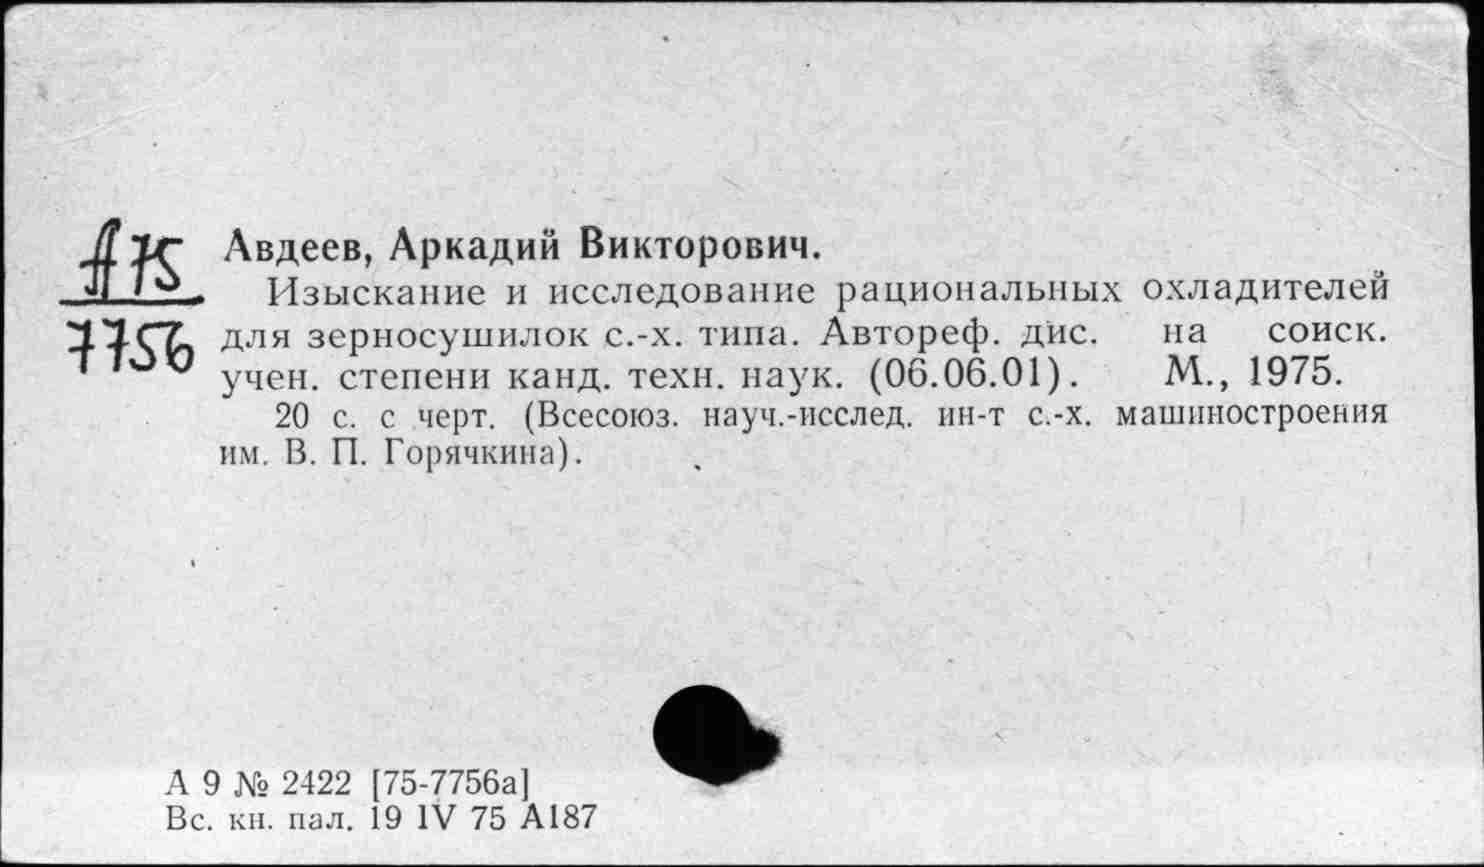 А75
7756
Авдеев, Аркадий Викторович.
Изыскание и исследование рациональных охладителей
для зерносушилок с.-х. типа. Автореф. дис. на соиск.
учен. степени канд. техн. наук. (06.06.01). М., 1975.
20 с. с черт. (Всесоюз. науч.-исслед. ин-т с.-х. машиностроения
им. В. П. Горячкина).
А 9 № 2422 [75-7756а]
Вс. кн. пал. 19 IV 75 А187